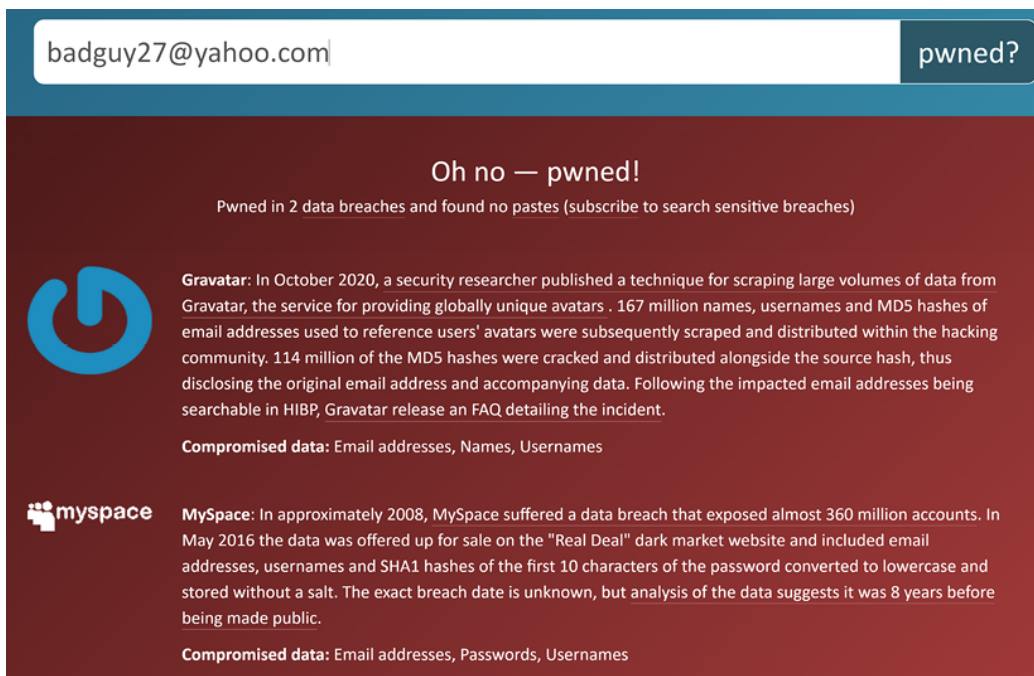 badguy27@yahoo.com
pwned?
Oh no — pwned!
Pwned in 2 data breaches and found no pastes (subscribe to search sensitive breaches)
Gravatar: In October 2020, a security researcher published a technique for scraping large volumes of data from
Gravatar, the service for providing globally unique avatars . 167 million names, usernames and MD5 hashes of
email addresses used to reference users' avatars were subsequently scraped and distributed within the hacking
community. 114 million of the MD5 hashes were cracked and distributed alongside the source hash, thus
disclosing the original email address and accompanying data. Following the impacted email addresses being
searchable in HIBP, Gravatar release an FAQ detailing the incident.
Compromised data: Email addresses, Names, Usernames
myspace
MySpace: In approximately 2008, MySpace suffered a data breach that exposed almost 360 million accounts. In
May 2016 the data was offered up for sale on the "Real Deal" dark market website and included email
addresses, usernames and SHA1 hashes of the first 10 characters of the password converted to lowercase and
stored without a salt. The exact breach date is unknown, but analysis of the data suggests it was 8 years before
being made public.
Compromised data: Email addresses, Passwords, Usernames